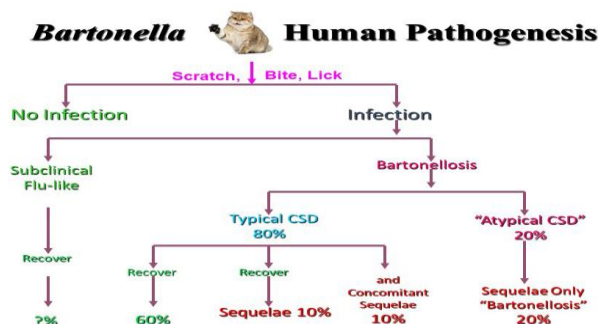 Bartonella Human Pathogenesis
Scratch, Bite, Lick
No Infection Infection
Subclinical
Flu-like
Bartonellosis
Typical CSD
80%
"Atypical CSD"
20%
Recover
Recover
Recover
and
Concomitant
Sequelae
10%
Sequelae Only
"Bartonellosis"
20%
?%
60%
Sequelae 10%